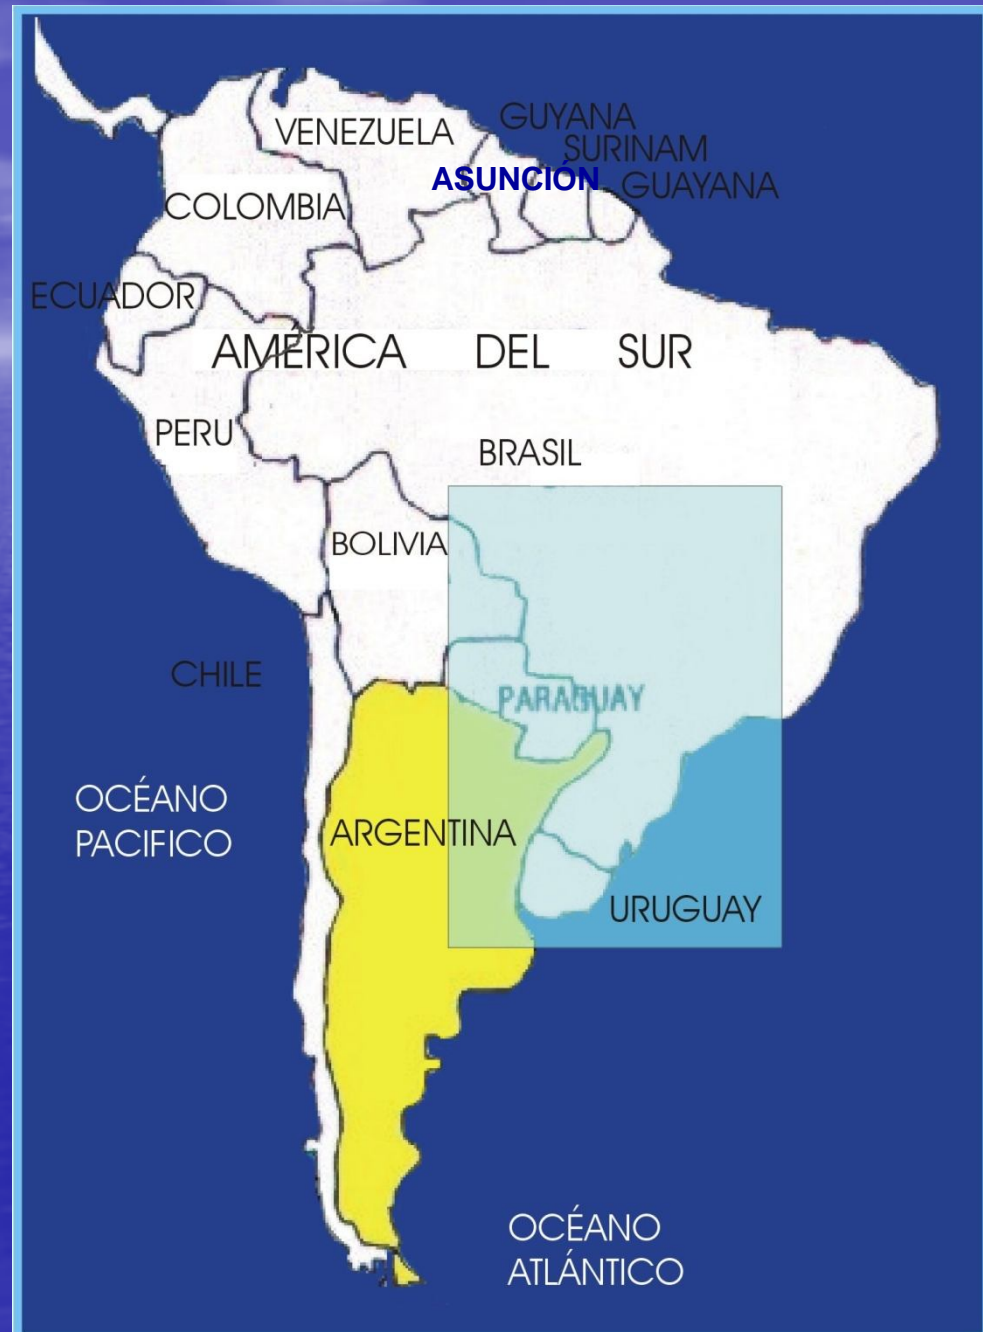 GUYANA
VENEZUELA
SURINAM
ASUNCIÓN
GUAYANA
COLOMBIA
ECUADOR
AMÉRICA DEL SUR
PERU
BRASIL
BOLIVIA
CHILE
PARAGUAY
OCÉANO
PACIFICO
ARGENTINA
URUGUAY
OCÉANO
ATLÁNTICO